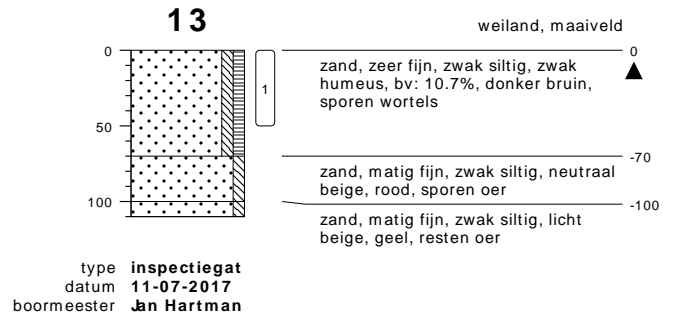 13
weiland, maaiveld
0
0
zand, zeer fijn, zwak siltig, zwak
humeus, bv: 10.7%, donker bruin,
sporen wortels
1
50
-70
zand, matig fijn, zwak siltig, neutraal
beige, rood, sporen oer
100
-100
zand, matig fijn, zwak siltig, licht
beige, geel, resten oer
type inspectiegat
datum 11-07-2017
boormeester Jan Hartman